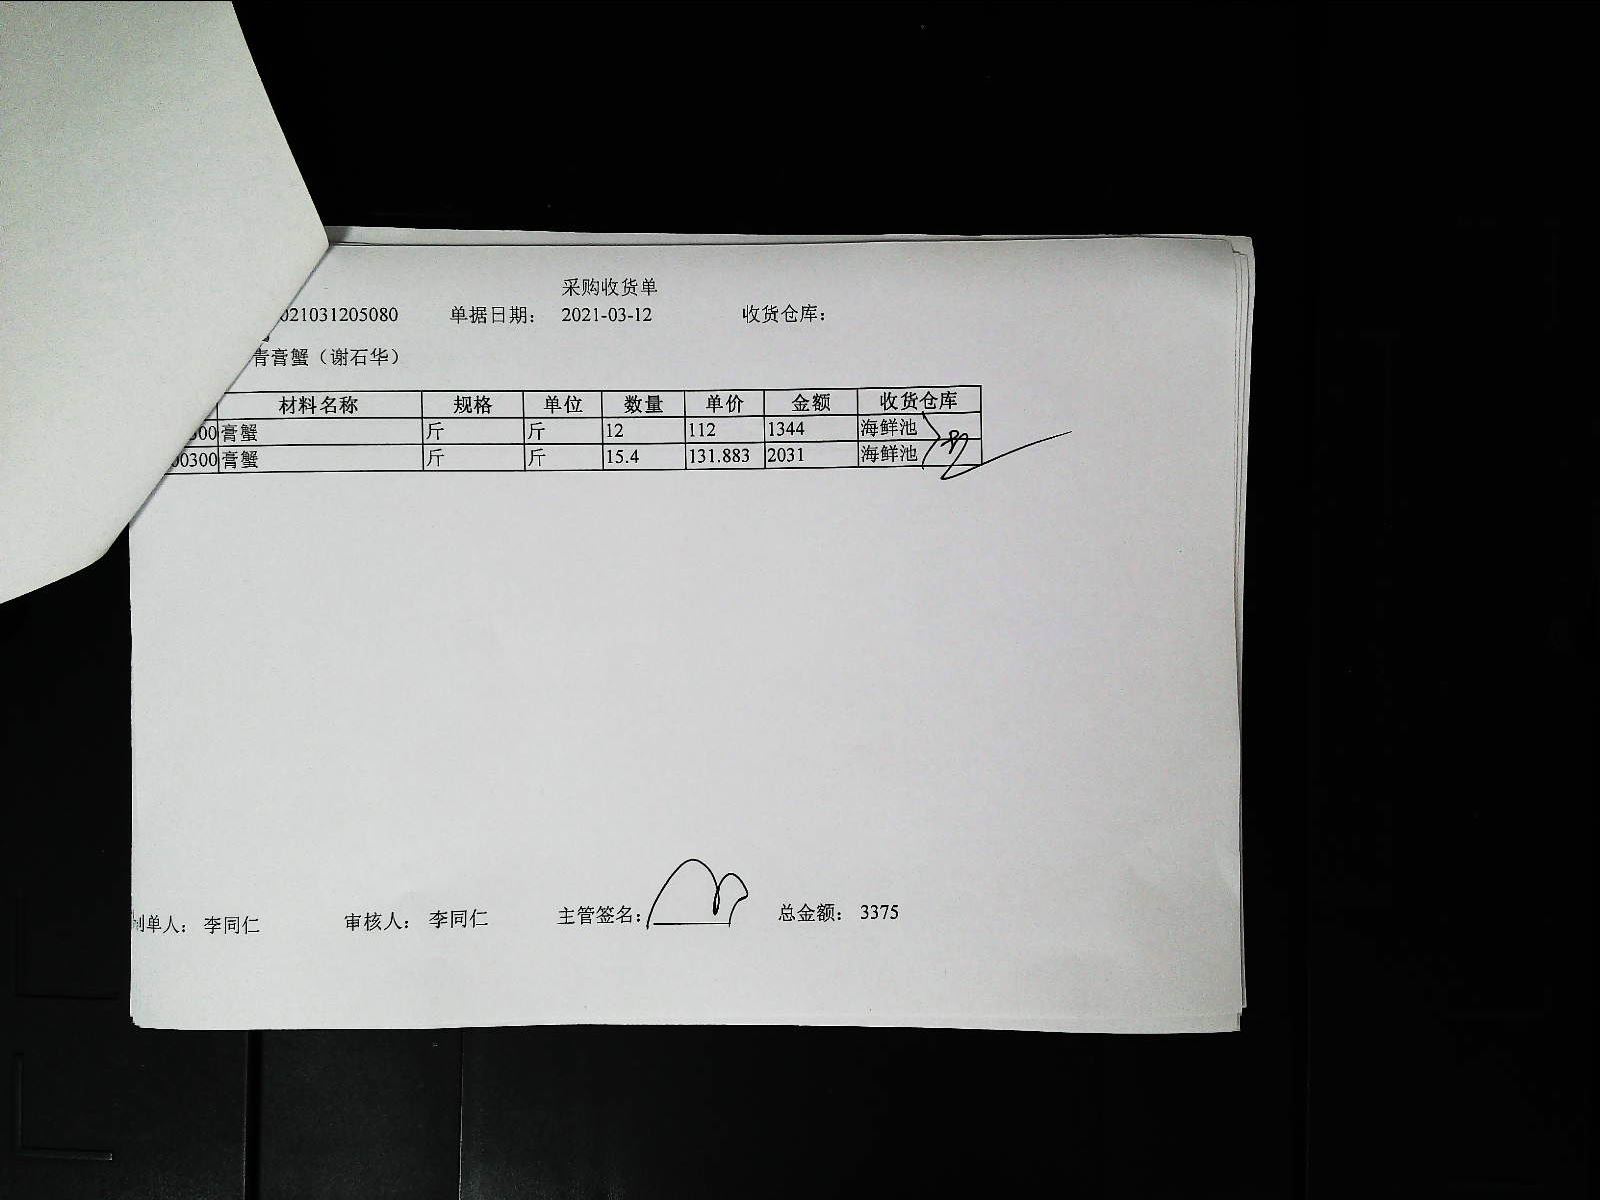 采购收货单
021031205080 单据日期： 2021-03-12 收货仓库：
青膏蟹（谢石华）
材料名称 规格 单位 数量 单价 金额 收货仓库
00 膏蟹 斤 斤 12 112 1344 海鲜池
00300 膏蟹 斤 斤 15.4 131.883 2031 海鲜池
制单人： 李同仁 审核人： 李同仁 主管签名： 总金额： 3375